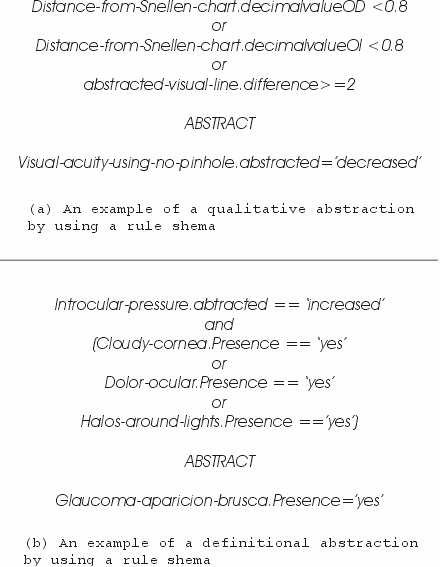 Distance-from-Snellen-chart.decimalvalueOD <0.8
or
Distance-from-Snellen-chart.decimalvalueOI <0.8
or
abstracted-visual-line.difference>=2
ABSTRACT
Visual-acuity-using-no-pinhole.abstracted='decreased'
(a) An example of a qualitative abstraction
by using a rule shema
Introcular-pressure.abtracted == 'increased'
and
(Cloudy-cornea.Presence == 'yes'
or
Dolor-ocular.Presence == 'yes'
or
Halos-around-lights.Presence =='yes')
ABSTRACT
Glaucoma-aparicion-brusca.Presence='yes'
(b) An example of a definitional abstraction
by using a rule shema